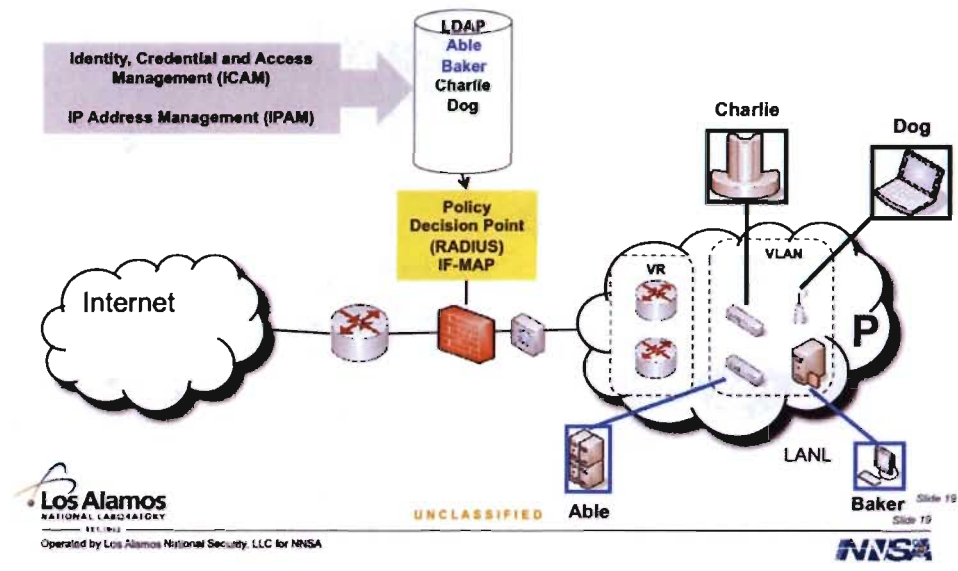 LDAP
Able
Baker
Charlie
Dog
Identity, Credential and Access
Management (ICAM)
IP Address Management (IPAM)
Policy
Decision Point
(RADIUS)
IF-MAP
Charlie
Dog
Internet
VR
VLAN
P
LANL
Able
Baker
Los Alamos
NATIONAL LABORATORY
EST. 1943
UNCLASSIFIED
Slide 19
Slide 19
Operated by Los Alamos National Security, LLC for NNSA
NNSA